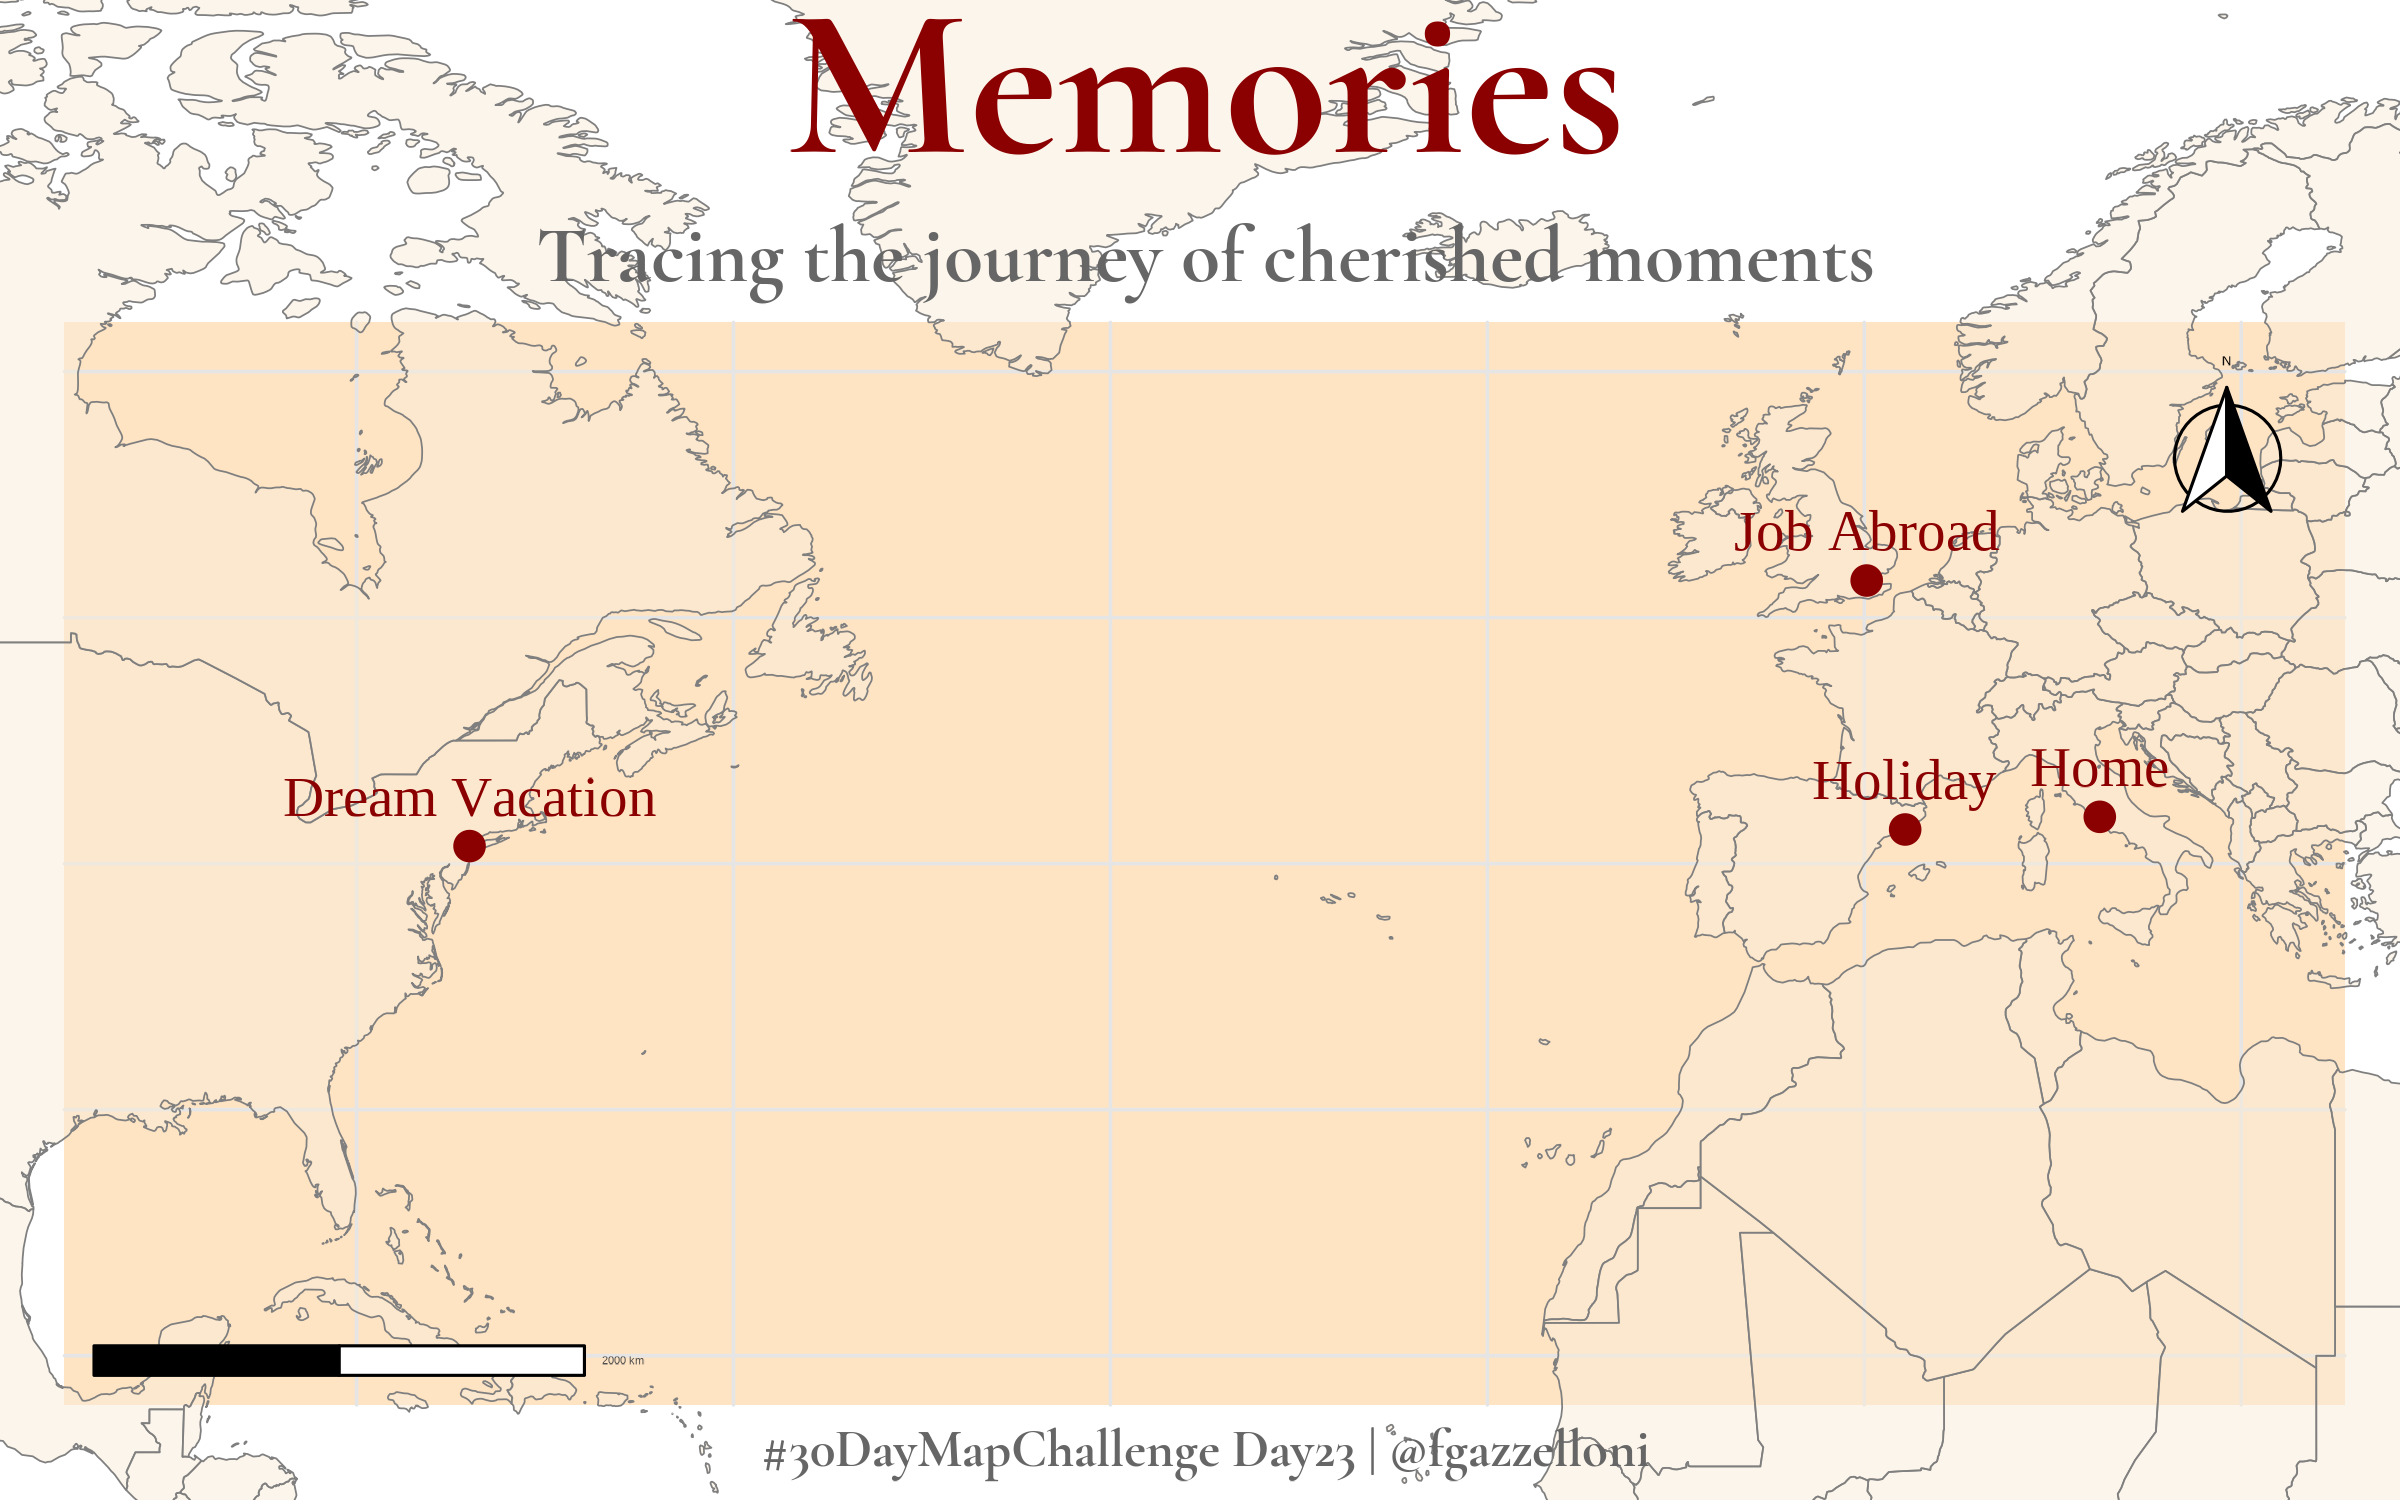 Memories
Tracing the journey of cherished moments
N
Job Abroad
Holiday
Home
Dream Vacation
2000 km
#30DayMapChallenge Day23 | @fgazzelloni